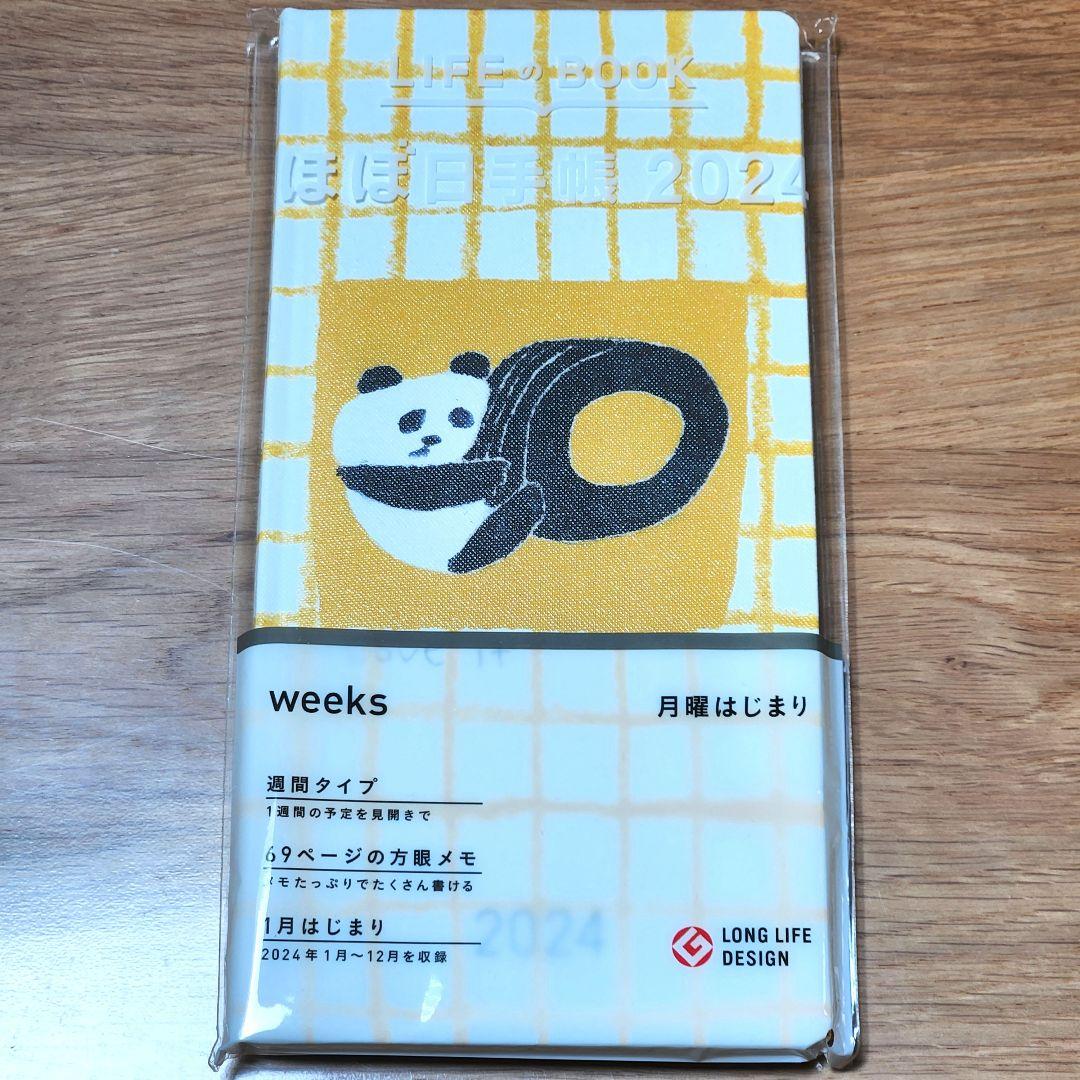 LIFEのBOOK
ほぼ日手帳 2024
weeks
月曜はじまり
週間タイプ
1週間の予定を見開きで
69ページの方眼メモ
メモたっぷりでたくさん書ける
1月はじまり
2024年1月〜12月を収録
2024
LONG LIFE
DESIGN